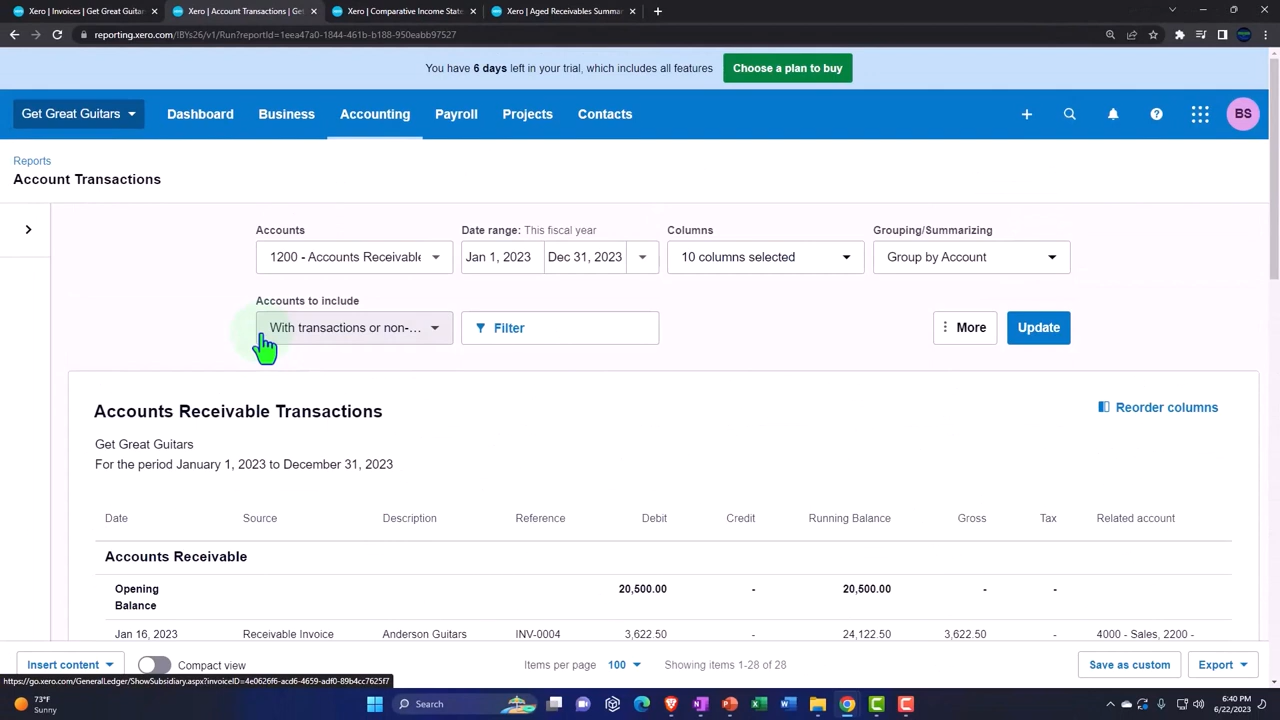 Xero | Invoices | Get Great Guitars
Xero | Account Transactions | Get
Xero | Comparative Income State
Xero | Aged Receivables Summar
reporting.xero.com/IBYs26/v1/Run?reportId=1eea47a0-1844-461b-b188-950eabb97527
You have 6 days left in your trial, which includes all features
Choose a plan to buy
Get Great Guitars
Dashboard
Business
Accounting
Payroll
Projects
Contacts
BS
Reports
Account Transactions
Accounts
Date range: This fiscal year
Columns
Grouping/Summarizing
1200 - Accounts Receivable
Jan 1, 2023
Dec 31, 2023
10 columns selected
Group by Account
Accounts to include
With transactions or non-...
Filter
More
Update
Accounts Receivable Transactions
Reorder columns
Get Great Guitars
For the period January 1, 2023 to December 31, 2023
Date Source Description Reference Debit Credit Running Balance Gross Tax Related account
Accounts Receivable
Opening Balance 20,500.00 - 20,500.00 - -
Jan 16, 2023 Receivable Invoice Anderson Guitars INV-0004 3,622.50 24,122.50 3,622.50 4000 - Sales, 2200 -
Insert content
Compact view
Items per page 100
Showing items 1-28 of 28
Save as custom
Export
https://go.xero.com/GeneralLedger/ShowSubsidiary.aspx?invoiceID=4e0626f6-acd6-4659-adf0-89b4cc7625f7
73°F
Sunny
Search
6:40 PM
6/22/2023